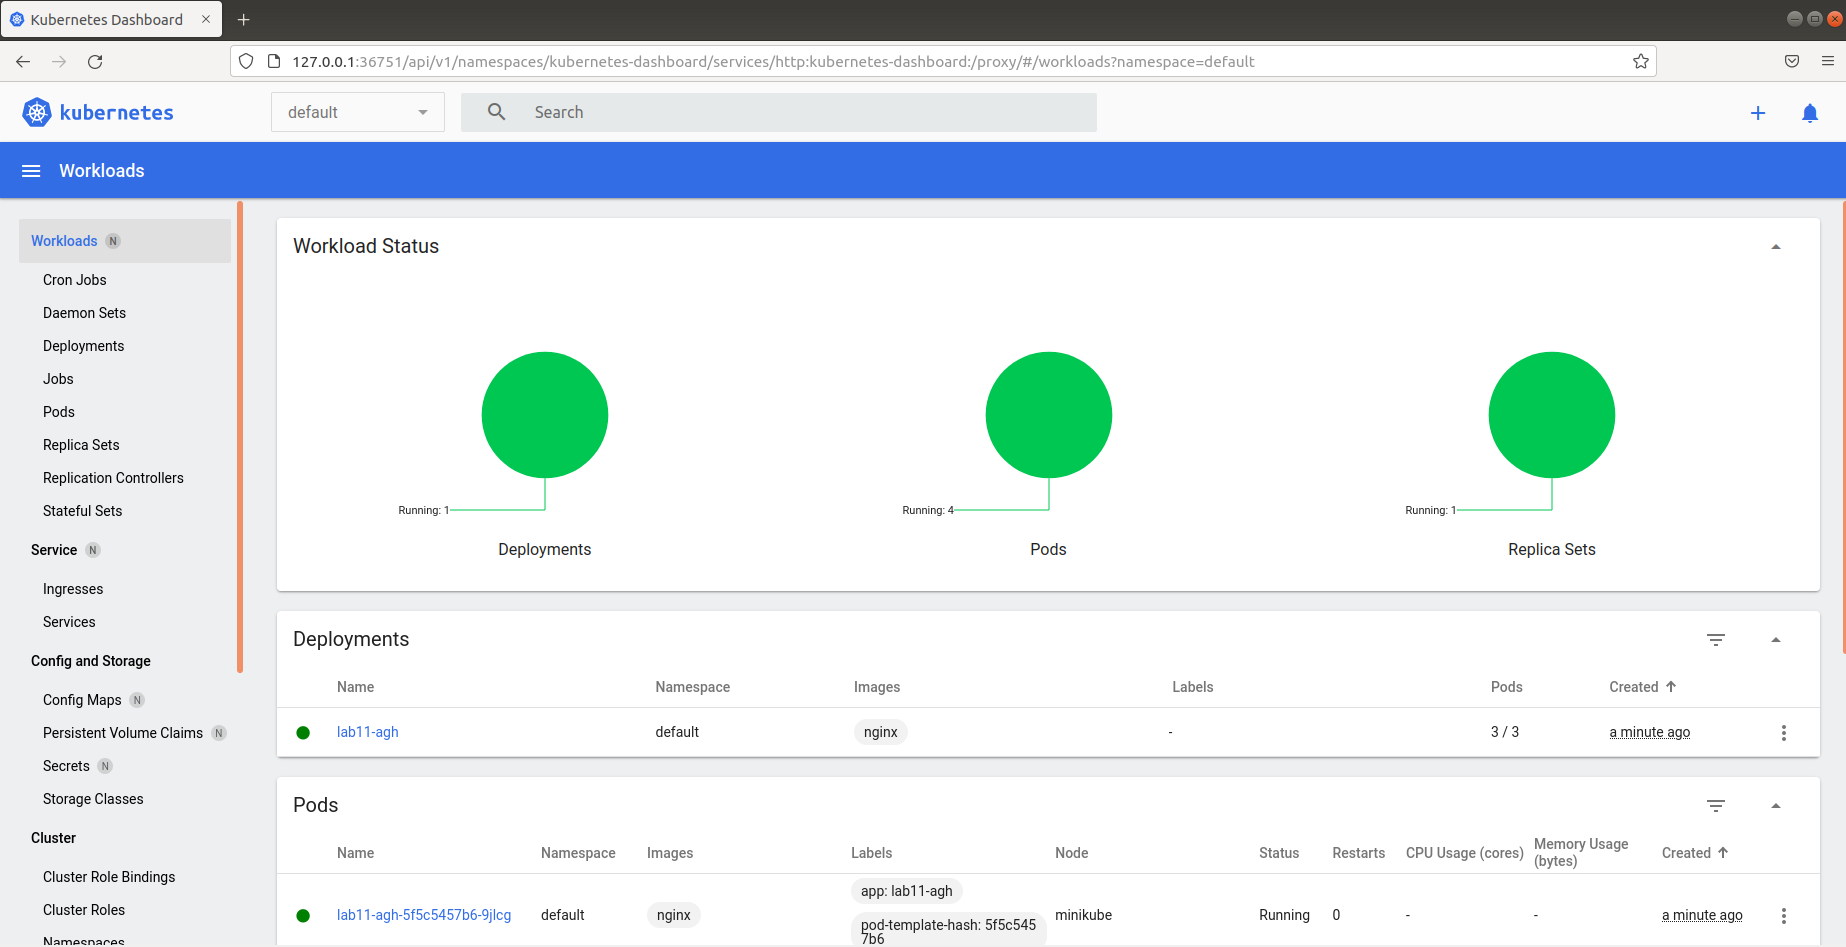 Kubernetes Dashboard
127.0.0.1:36751/api/v1/namespaces/kubernetes-dashboard/services/http:kubernetes-dashboard:/proxy/#/workloads?namespace=default
kubernetes
default
Search
Workloads
Workloads N
Cron Jobs
Daemon Sets
Deployments
Jobs
Pods
Replica Sets
Replication Controllers
Stateful Sets
Service N
Ingresses
Services
Config and Storage
Config Maps N
Persistent Volume Claims N
Secrets N
Storage Classes
Cluster
Cluster Role Bindings
Cluster Roles
Namespaces
Workload Status
Running: 1
Running: 4
Running: 1
Deployments
Pods
Replica Sets
Deployments
Name Namespace Images Labels Pods Created
lab11-agh default nginx - 3 / 3 a minute ago
Pods
Name Namespace Images Labels Node Status Restarts CPU Usage (cores) Memory Usage (bytes) Created
app: lab11-agh
lab11-agh-5f5c5457b6-9jlcg default nginx minikube Running 0 - - a minute ago
pod-template-hash: 5f5c545
7b6